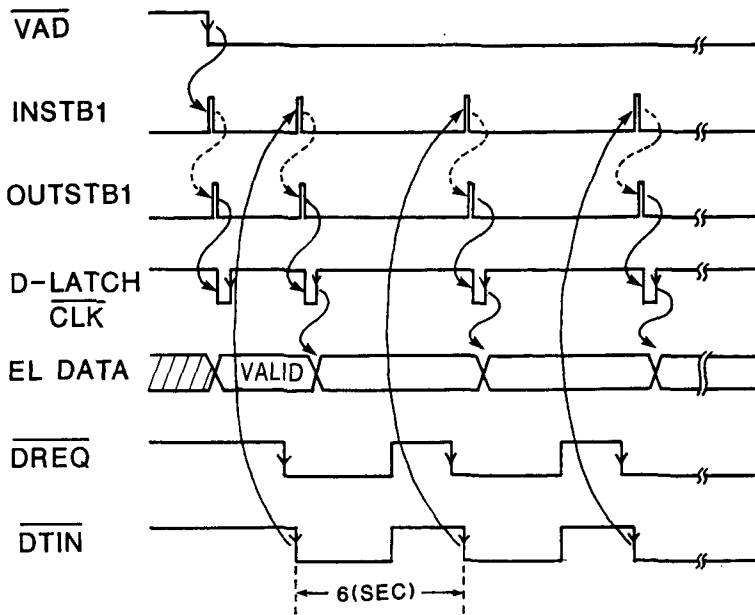 VAD
INSTB1
OUTSTB1
D-LATCH
CLK
EL DATA
VALID
DREQ
DTIN
6(SEC)